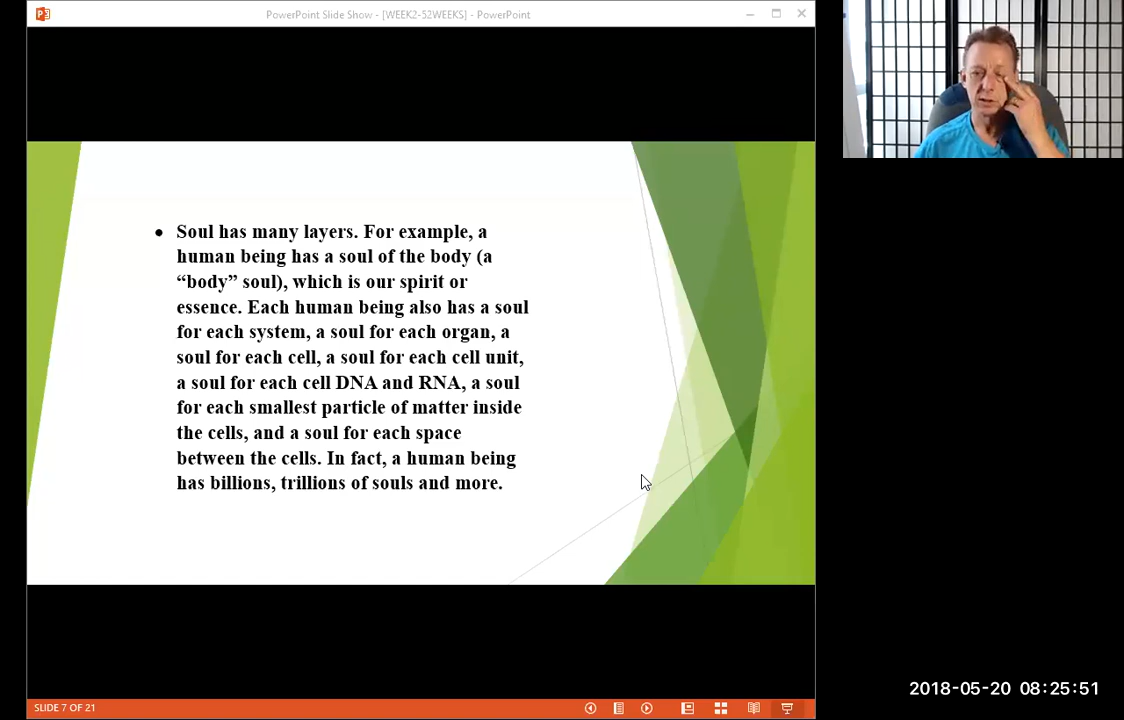 PowerPoint Slide Show - [WEEK2-52WEEKS] - PowerPoint
• Soul has many layers. For example, a
human being has a soul of the body (a
“body” soul), which is our spirit or
essence. Each human being also has a soul
for each system, a soul for each organ, a
soul for each cell, a soul for each cell unit,
a soul for each cell DNA and RNA, a soul
for each smallest particle of matter inside
the cells, and a soul for each space
between the cells. In fact, a human being
has billions, trillions of souls and more.
2018-05-20 08:25:51
SLIDE 7 OF 21